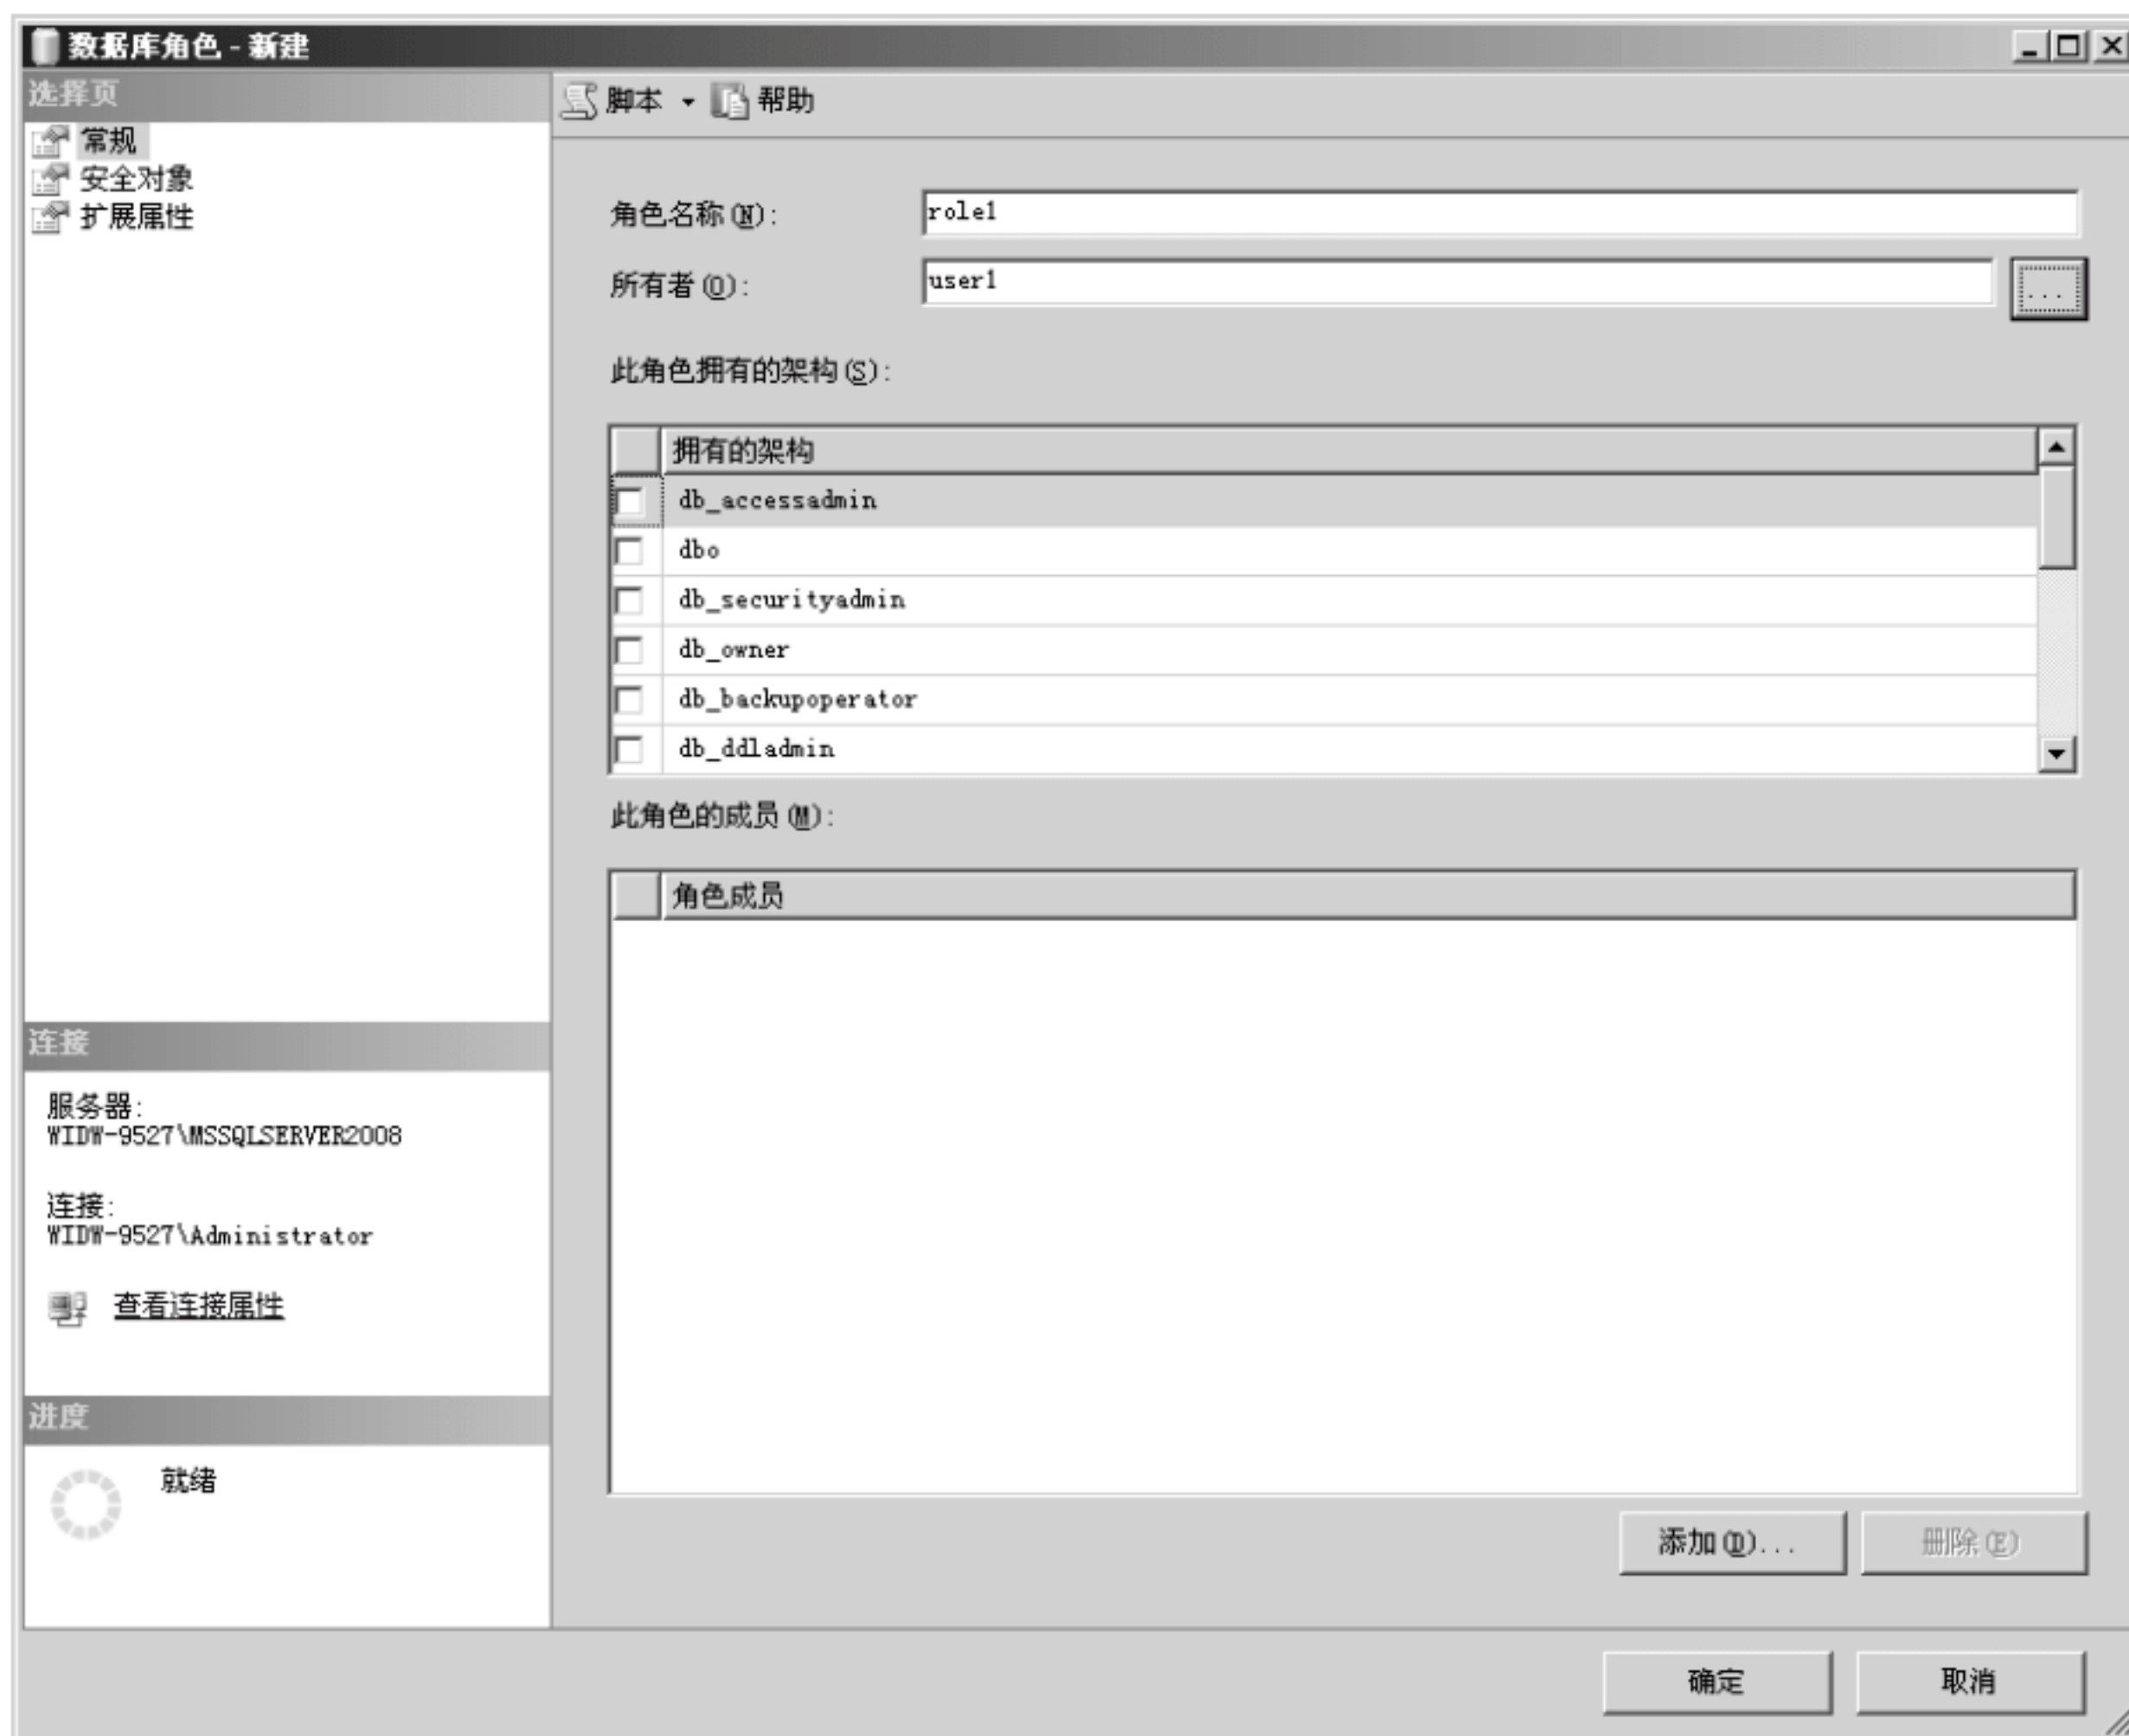 数据库角色 - 新建
选择页
常规
安全对象
扩展属性
脚本 帮助
角色名称(N): role1
所有者(O): user1 ...
此角色拥有的架构(S):
拥有的架构
db_accessadmin
dbo
db_securityadmin
db_owner
db_backupoperator
db_ddladmin
此角色的成员(M):
角色成员
连接
服务器:
WIDW-9527\MSSQLSERVER2008
连接:
WIDW-9527\Administrator
查看连接属性
进度
就绪
添加(D)... 删除(E)
确定 取消